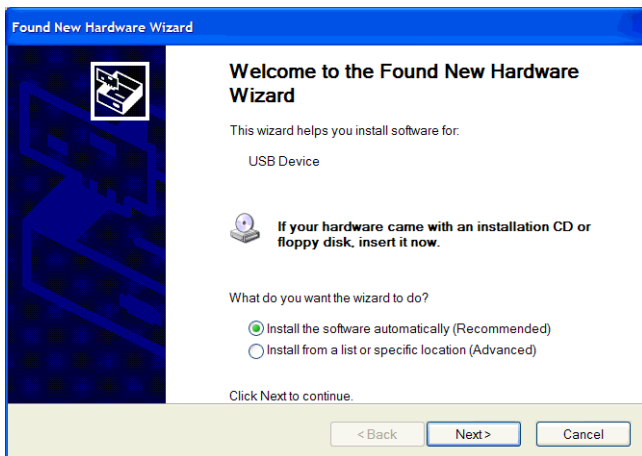 Found New Hardware Wizard
Welcome to the Found New Hardware
Wizard
This wizard helps you install software for:
USB Device
If your hardware came with an installation CD or
floppy disk, insert it now.
What do you want the wizard to do?
Install the software automatically (Recommended)
Install from a list or specific location (Advanced)
Click Next to continue.
< Back Next > Cancel